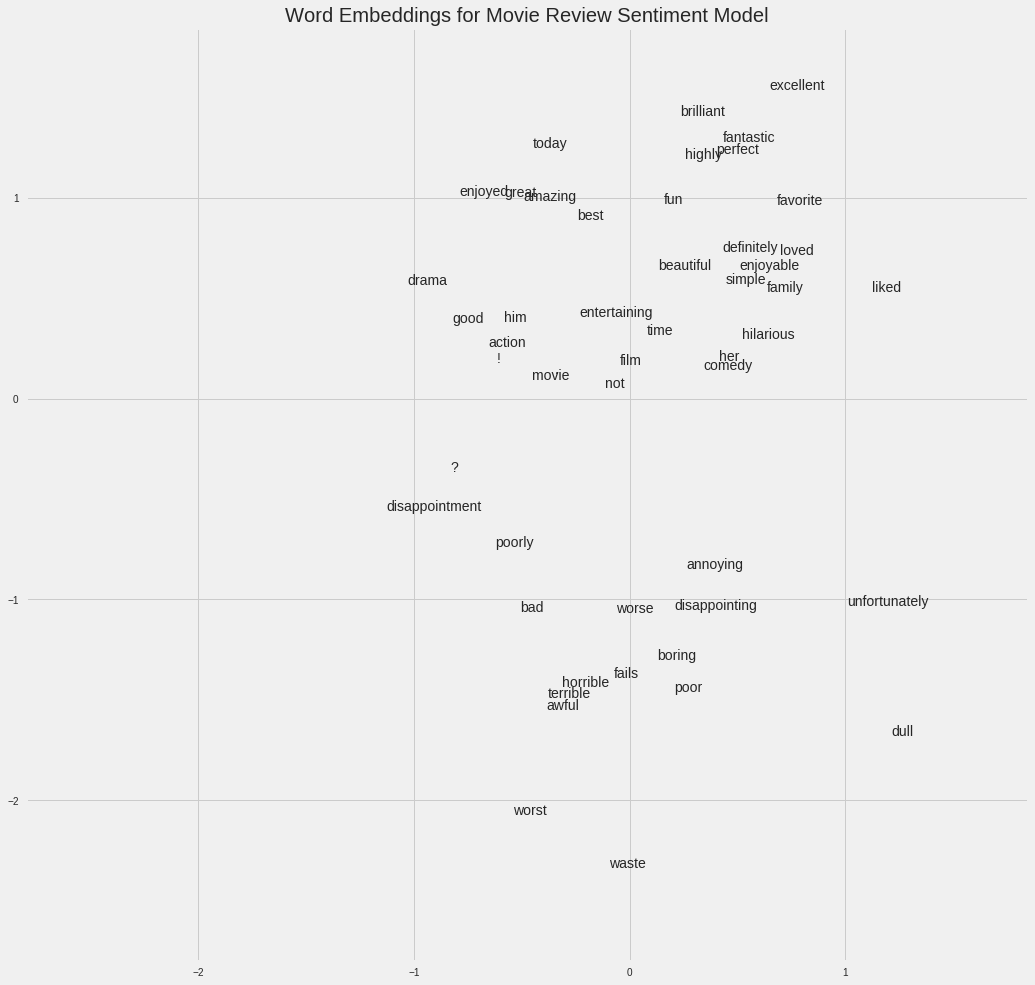 Word Embeddings for Movie Review Sentiment Model
excellent
brilliant
fantastic
today
perfect
highly
enjoyed
great
amazing
fun
favorite
best
definitely
loved
beautiful
enjoyable
drama
simple
family
liked
entertaining
good
him
time
hilarious
action
!
film
her
comedy
movie
not
?
disappointment
poorly
annoying
bad
worse
disappointing
unfortunately
boring
fails
horrible
poor
terrible
awful
dull
worst
waste
1
0
−1
−2
−2
−1
0
1